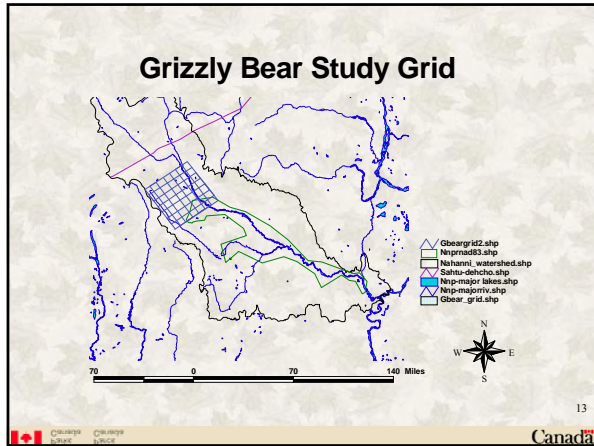 Grizzly Bear Study Grid
Gbeargrid2.shp
Nnprnad83.shp
Nahanni_watershed.shp
Sahtu-dehcho.shp
Nnp-major lakes.shp
Nnp-majorriv.shp
Gbear_grid.shp
N
W E
S
70 0 70 140 Miles
13
Canada